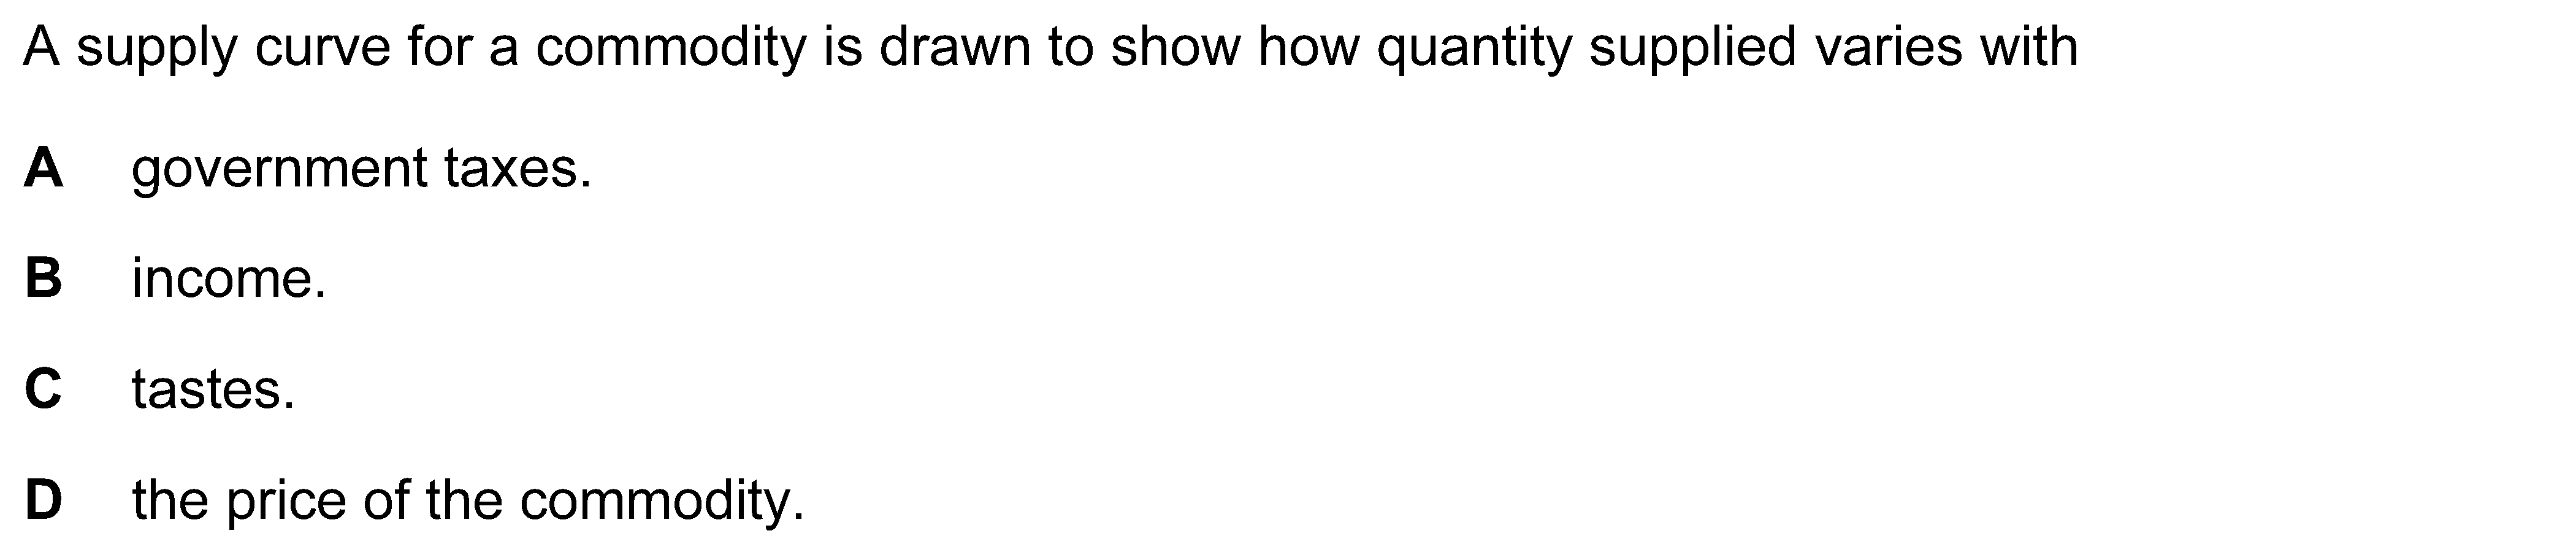 A supply curve for a commodity is drawn to show how quantity supplied varies with
A government taxes.
B income.
C tastes.
D the price of the commodity.